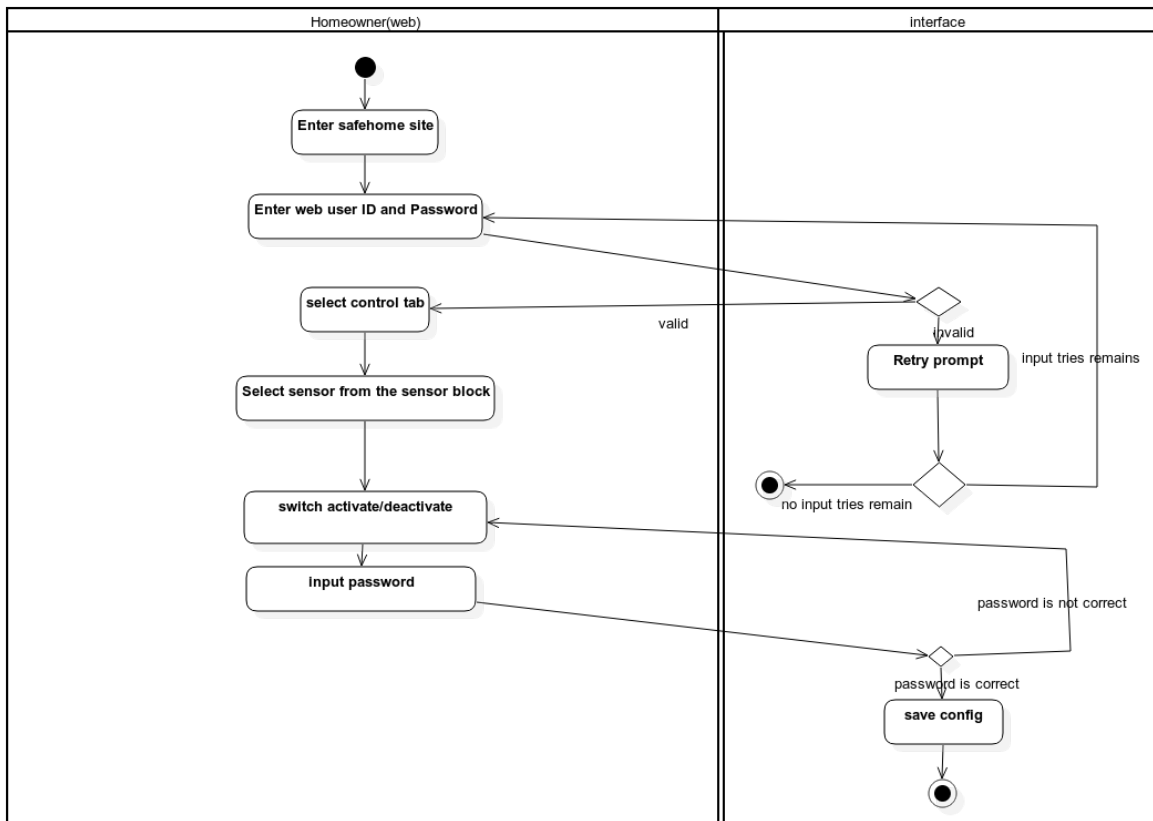 Homeowner(web)
interface
Enter safehome site
Enter web user ID and Password
select control tab
valid
invalid
Retry prompt
input tries remains
Select sensor from the sensor block
no input tries remain
switch activate/deactivate
input password
password is not correct
password is correct
save config